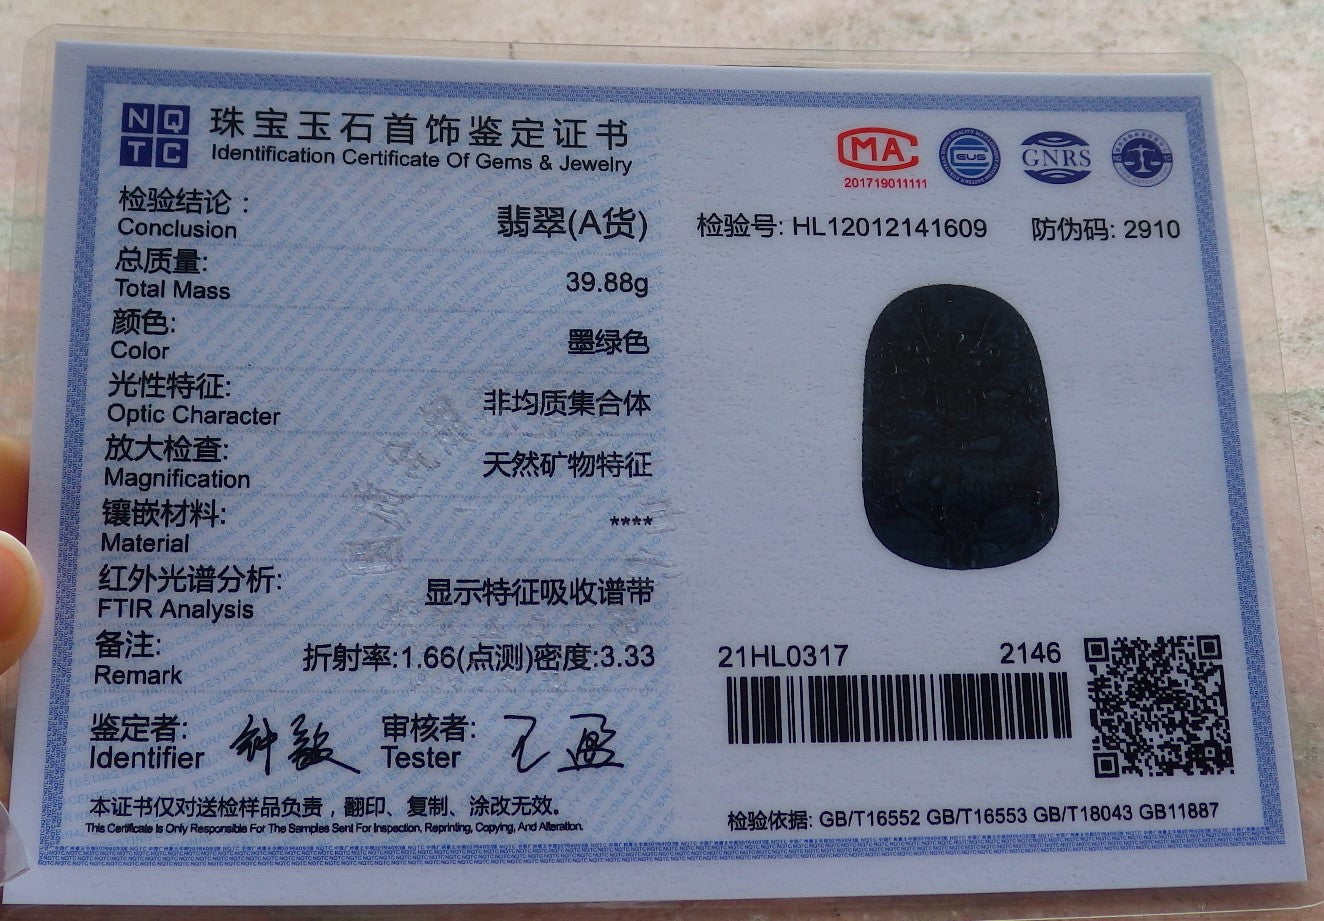 NQ
TC
珠宝玉石首饰鉴定证书
Identification Certificate Of Gems & Jewelry
MA
201719011111
GNRS
检验结论：
Conclusion
翡翠(A货)
检验号: HL12012141609
防伪码: 2910
总质量:
Total Mass
39.88g
颜色:
Color
墨绿色
光性特征:
Optic Character
非均质集合体
放大检查:
Magnification
天然矿物特征
镶嵌材料:
Material
****
红外光谱分析:
FTIR Analysis
显示特征吸收谱带
备注:
Remark
折射率:1.66(点测)密度:3.33
21HL0317 2146
鉴定者:
Identifier
审核者:
Tester
本证书仅对送检样品负责，翻印、复制、涂改无效。
This Certificate is Only Responsible For The Samples Sent For Inspection, Reprinting, Copying, And Alteration.
检验依据: GB/T16552 GB/T16553 GB/T18043 GB11887